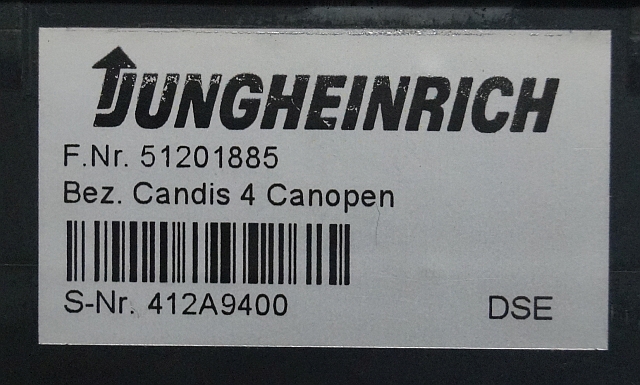 JUNGHEINRICH
F.Nr. 51201885
Bez. Candis 4 Canopen
S-Nr. 412A9400
DSE